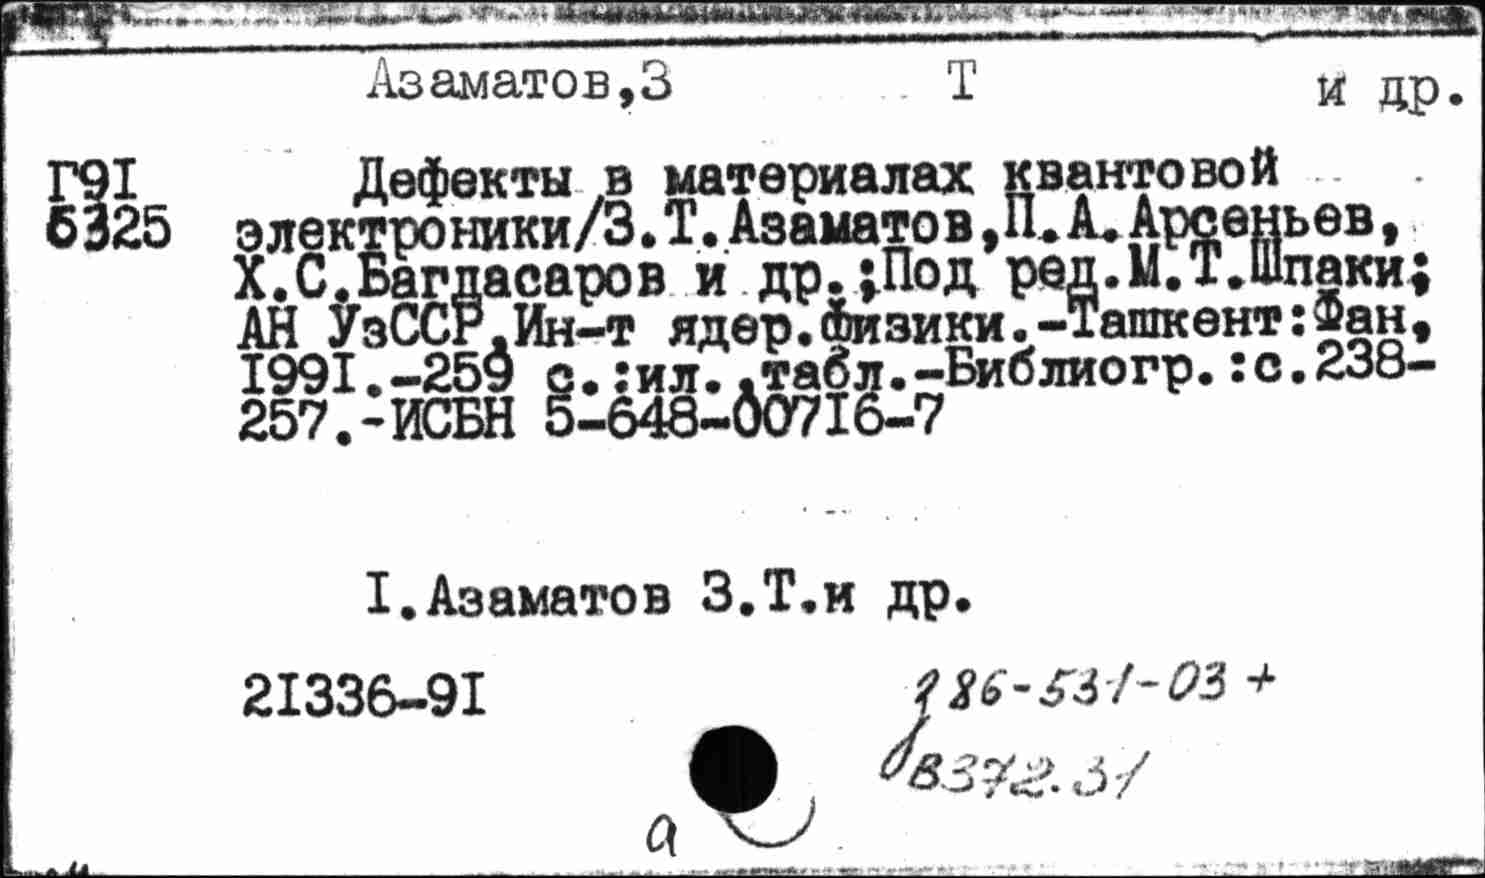 Азаматов,З Т и др.
Г91 Дефекты в материалах квантовой
5325 электроники/З.Т.Азаматов,П.А.Арсеньев,
Х.С.Багдасаров и др.;Под ред.М.Т.Шпаки;
АН УзССР,Ин-т ядер.физики.-Ташкент:Фан,
1991.-259 с.:ил.,табл.-Библиогр.:с.238-
257.-ИСБН 5-648-00716-7
I.Азаматов З.Т.и др.
21336-91
з86-531-03 +
в372.31
а